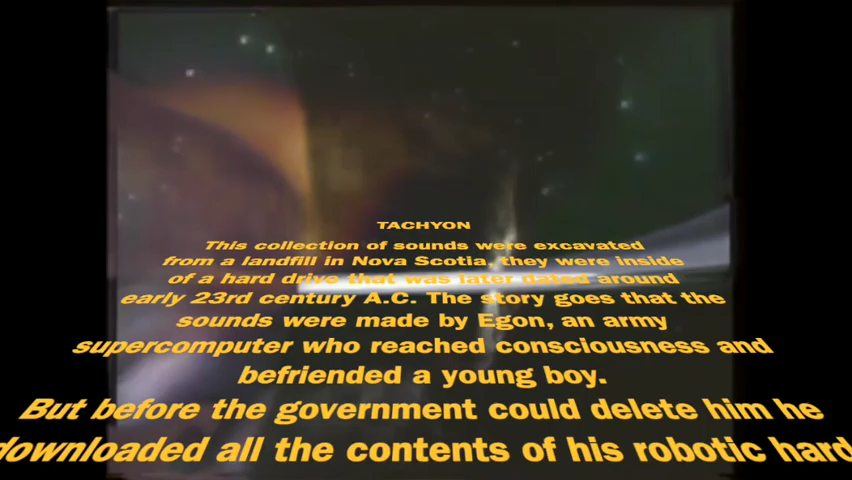 TACHYON
This collection of sounds were excavated
from a landfill in Nova Scotia, they were inside
of a hard drive that was later dated around
early 23rd century A.C. The story goes that the
sounds were made by Egon, an army
supercomputer who reached consciousness and
befriended a young boy.
But before the government could delete him he
downloaded all the contents of his robotic hard